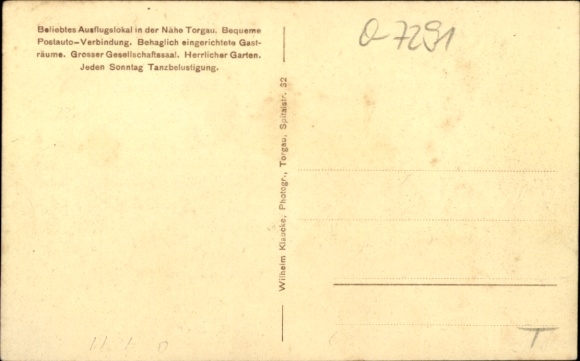 Beliebtes Ausflugslokal in der Nähe Torgau. Bequeme
Postauto-Verbindung. Behaglich eingerichtete Gast-
räume. Grosser Gesellschaftssaal. Herrlicher Garten.
Jeden Sonntag Tanzbelustigung.
Wilhelm Klaucke, Photogr., Torgau, Spitalstr. 32
O-7291
T